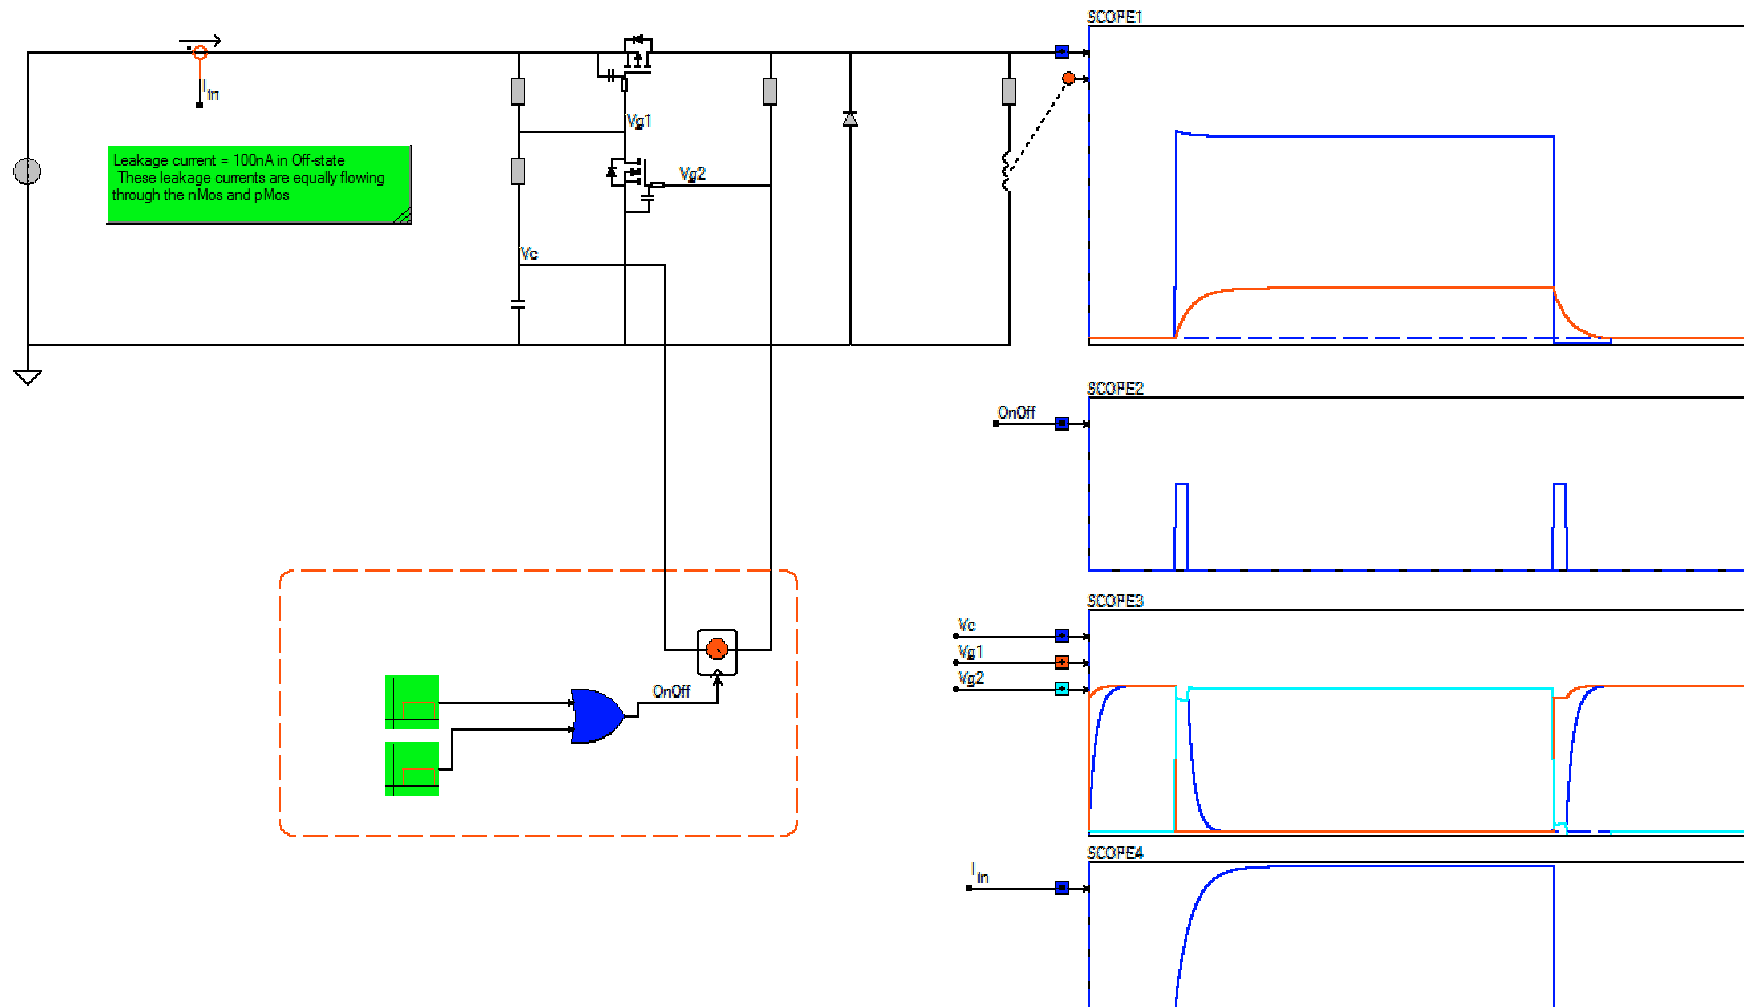 SCOPE1
Iin
Vg1
Leakage current = 100nA in Off-state
These leakage currents are equally flowing
through the nMos and pMos
Vg2
Vc
SCOPE2
OnOff
SCOPE3
Vc
Vg1
Vg2
OnOff
SCOPE4
Iin